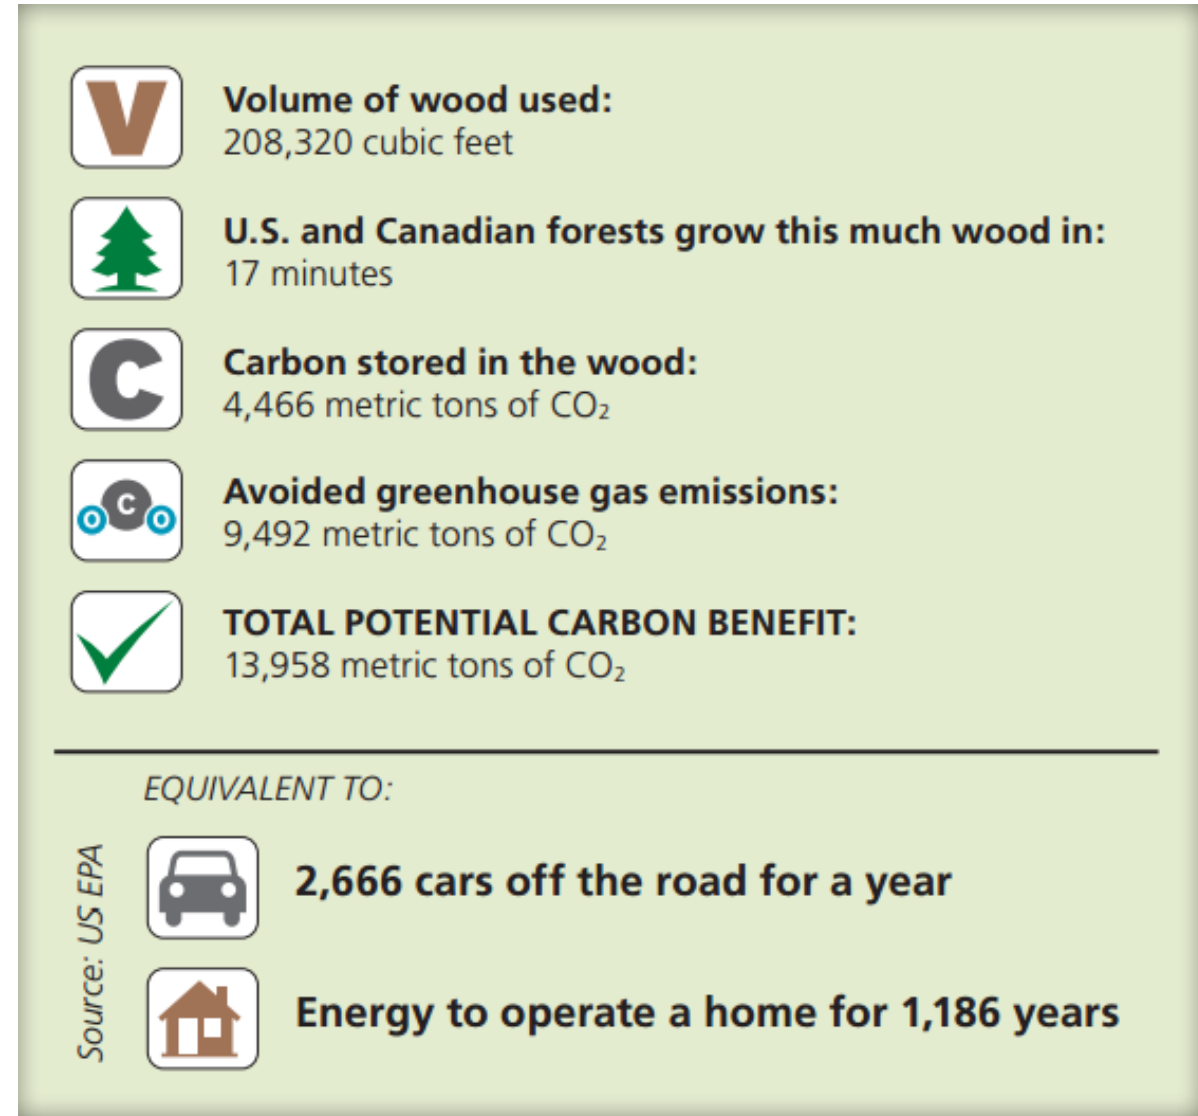 V
Volume of wood used:
208,320 cubic feet
U.S. and Canadian forests grow this much wood in:
17 minutes
C
Carbon stored in the wood:
4,466 metric tons of CO₂
O C O
Avoided greenhouse gas emissions:
9,492 metric tons of CO₂
TOTAL POTENTIAL CARBON BENEFIT:
13,958 metric tons of CO₂
EQUIVALENT TO:
Source: US EPA
2,666 cars off the road for a year
Energy to operate a home for 1,186 years